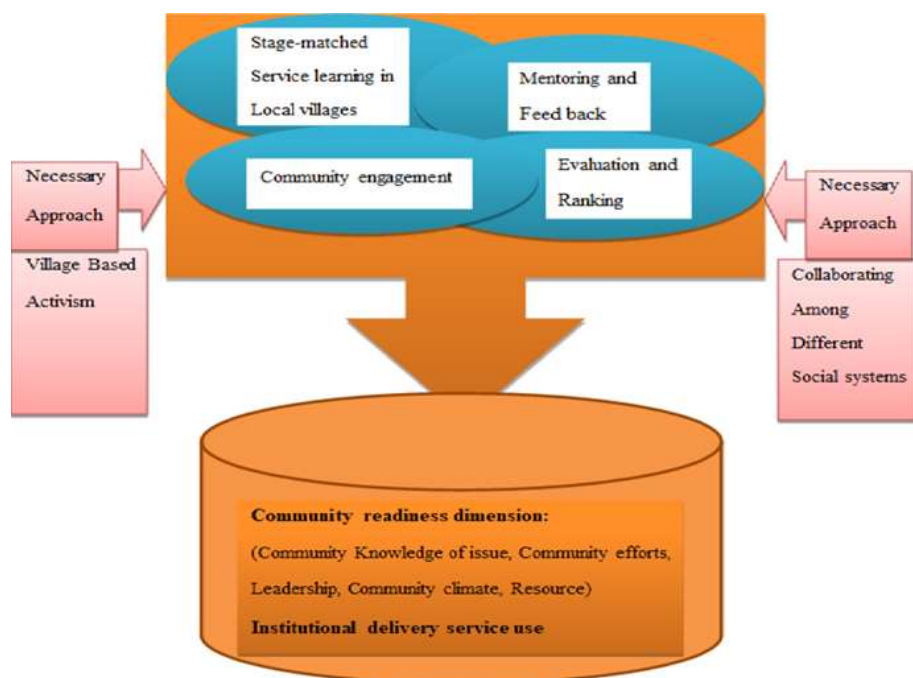 Stage-matched
Service learning in
Local villages
Mentoring and
Feed back
Community engagement
Evaluation and
Ranking
Necessary
Approach
Village Based
Activism
Necessary
Approach
Collaborating
Among
Different
Social systems
Community readiness dimension:
(Community Knowledge of issue, Community efforts,
Leadership, Community climate, Resource)
Institutional delivery service use